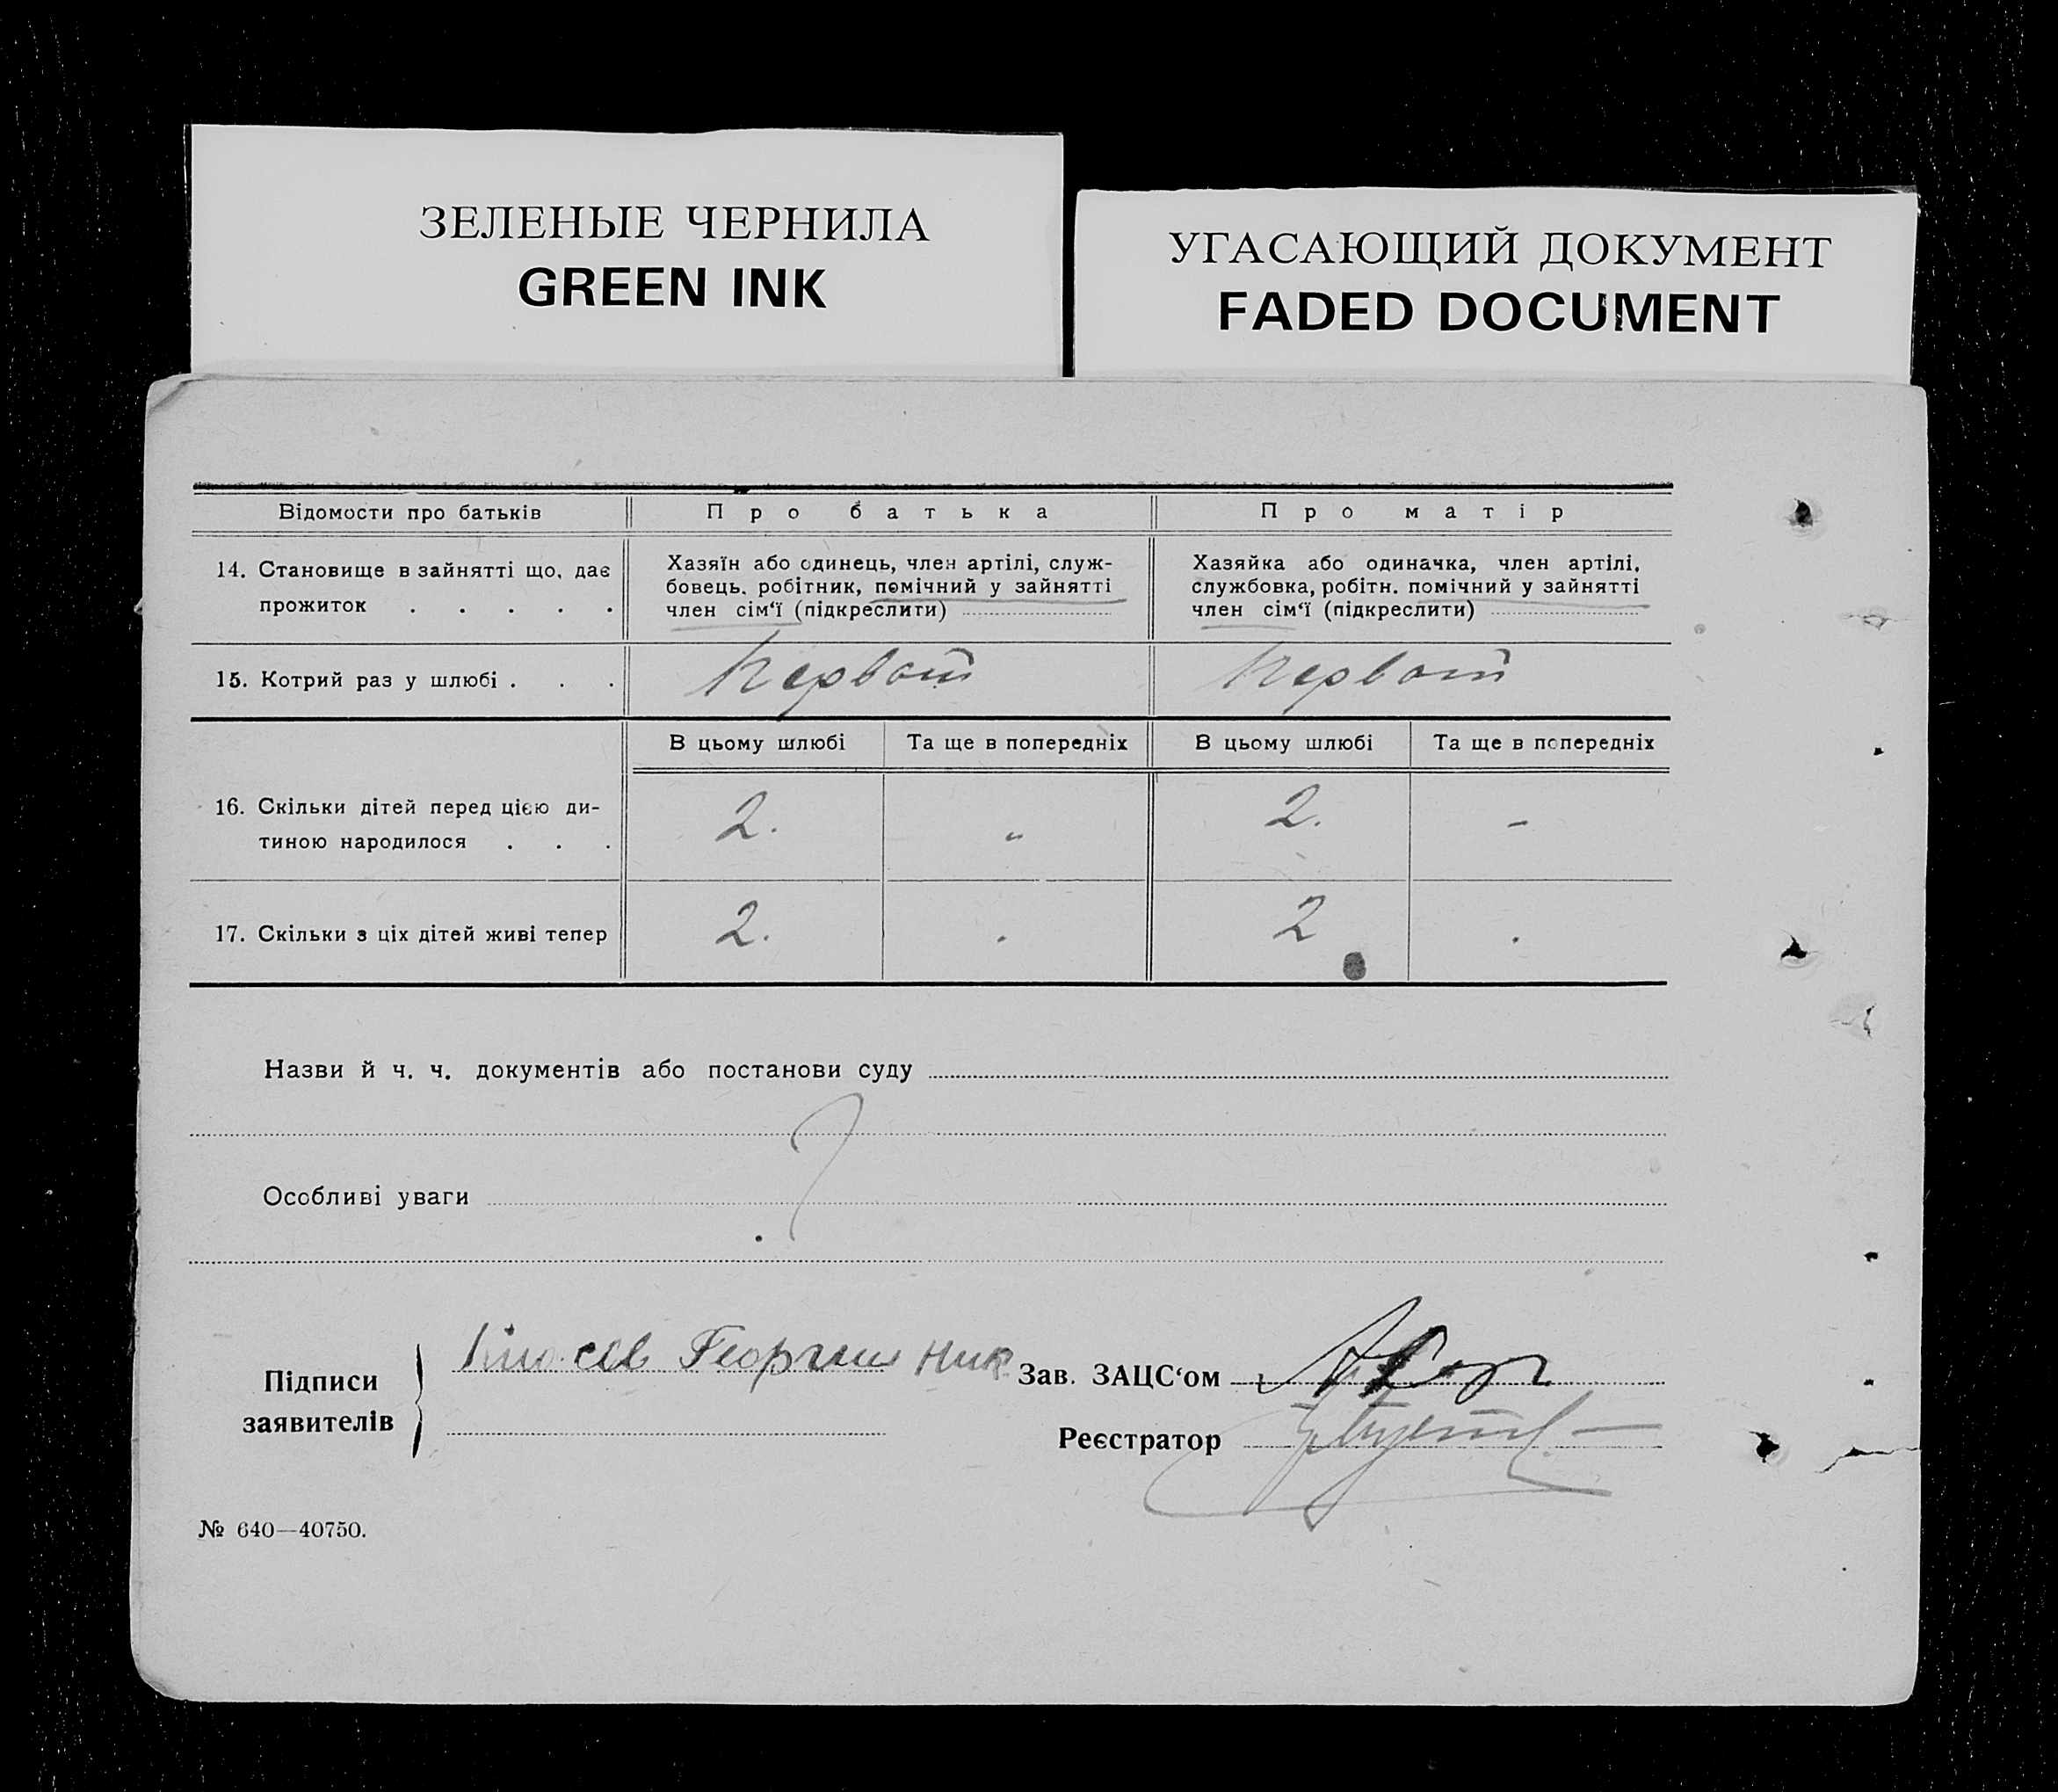 ЗЕЛЕНЫЕ ЧЕРНИЛА
GREEN INK
УГАСАЮЩИЙ ДОКУМЕНТ
FADED DOCUMENT
Відомости про батьків
Про батька
Про матір
14. Становище в зайнятті що, дає
прожиток . . . . .
Хазяїн або одинець, член артілі, служ-
бовець, робітник, помічний у зайнятті
член сім‘ї (підкреслити)
Хазяйка або одиначка, член артілі,
службовка, робітн. помічний у зайнятті
член сім‘ї (підкреслити)
15. Котрий раз у шлюбі . . .
В цьому шлюбі
Та ще в попередніх
В цьому шлюбі
Та ще в попередніх
16. Скільки дітей перед цією ди-
тиною народилося . . .
2.
-
2.
-
17. Скільки з ціх дітей живі тепер
2.
.
2
.
Назви й ч. ч. документів або постанови суду
Особливі уваги
Підписи
заявителів
Георгии Ник
Зав. ЗАЦС‘ом
Реєстратор
№ 640—40750.